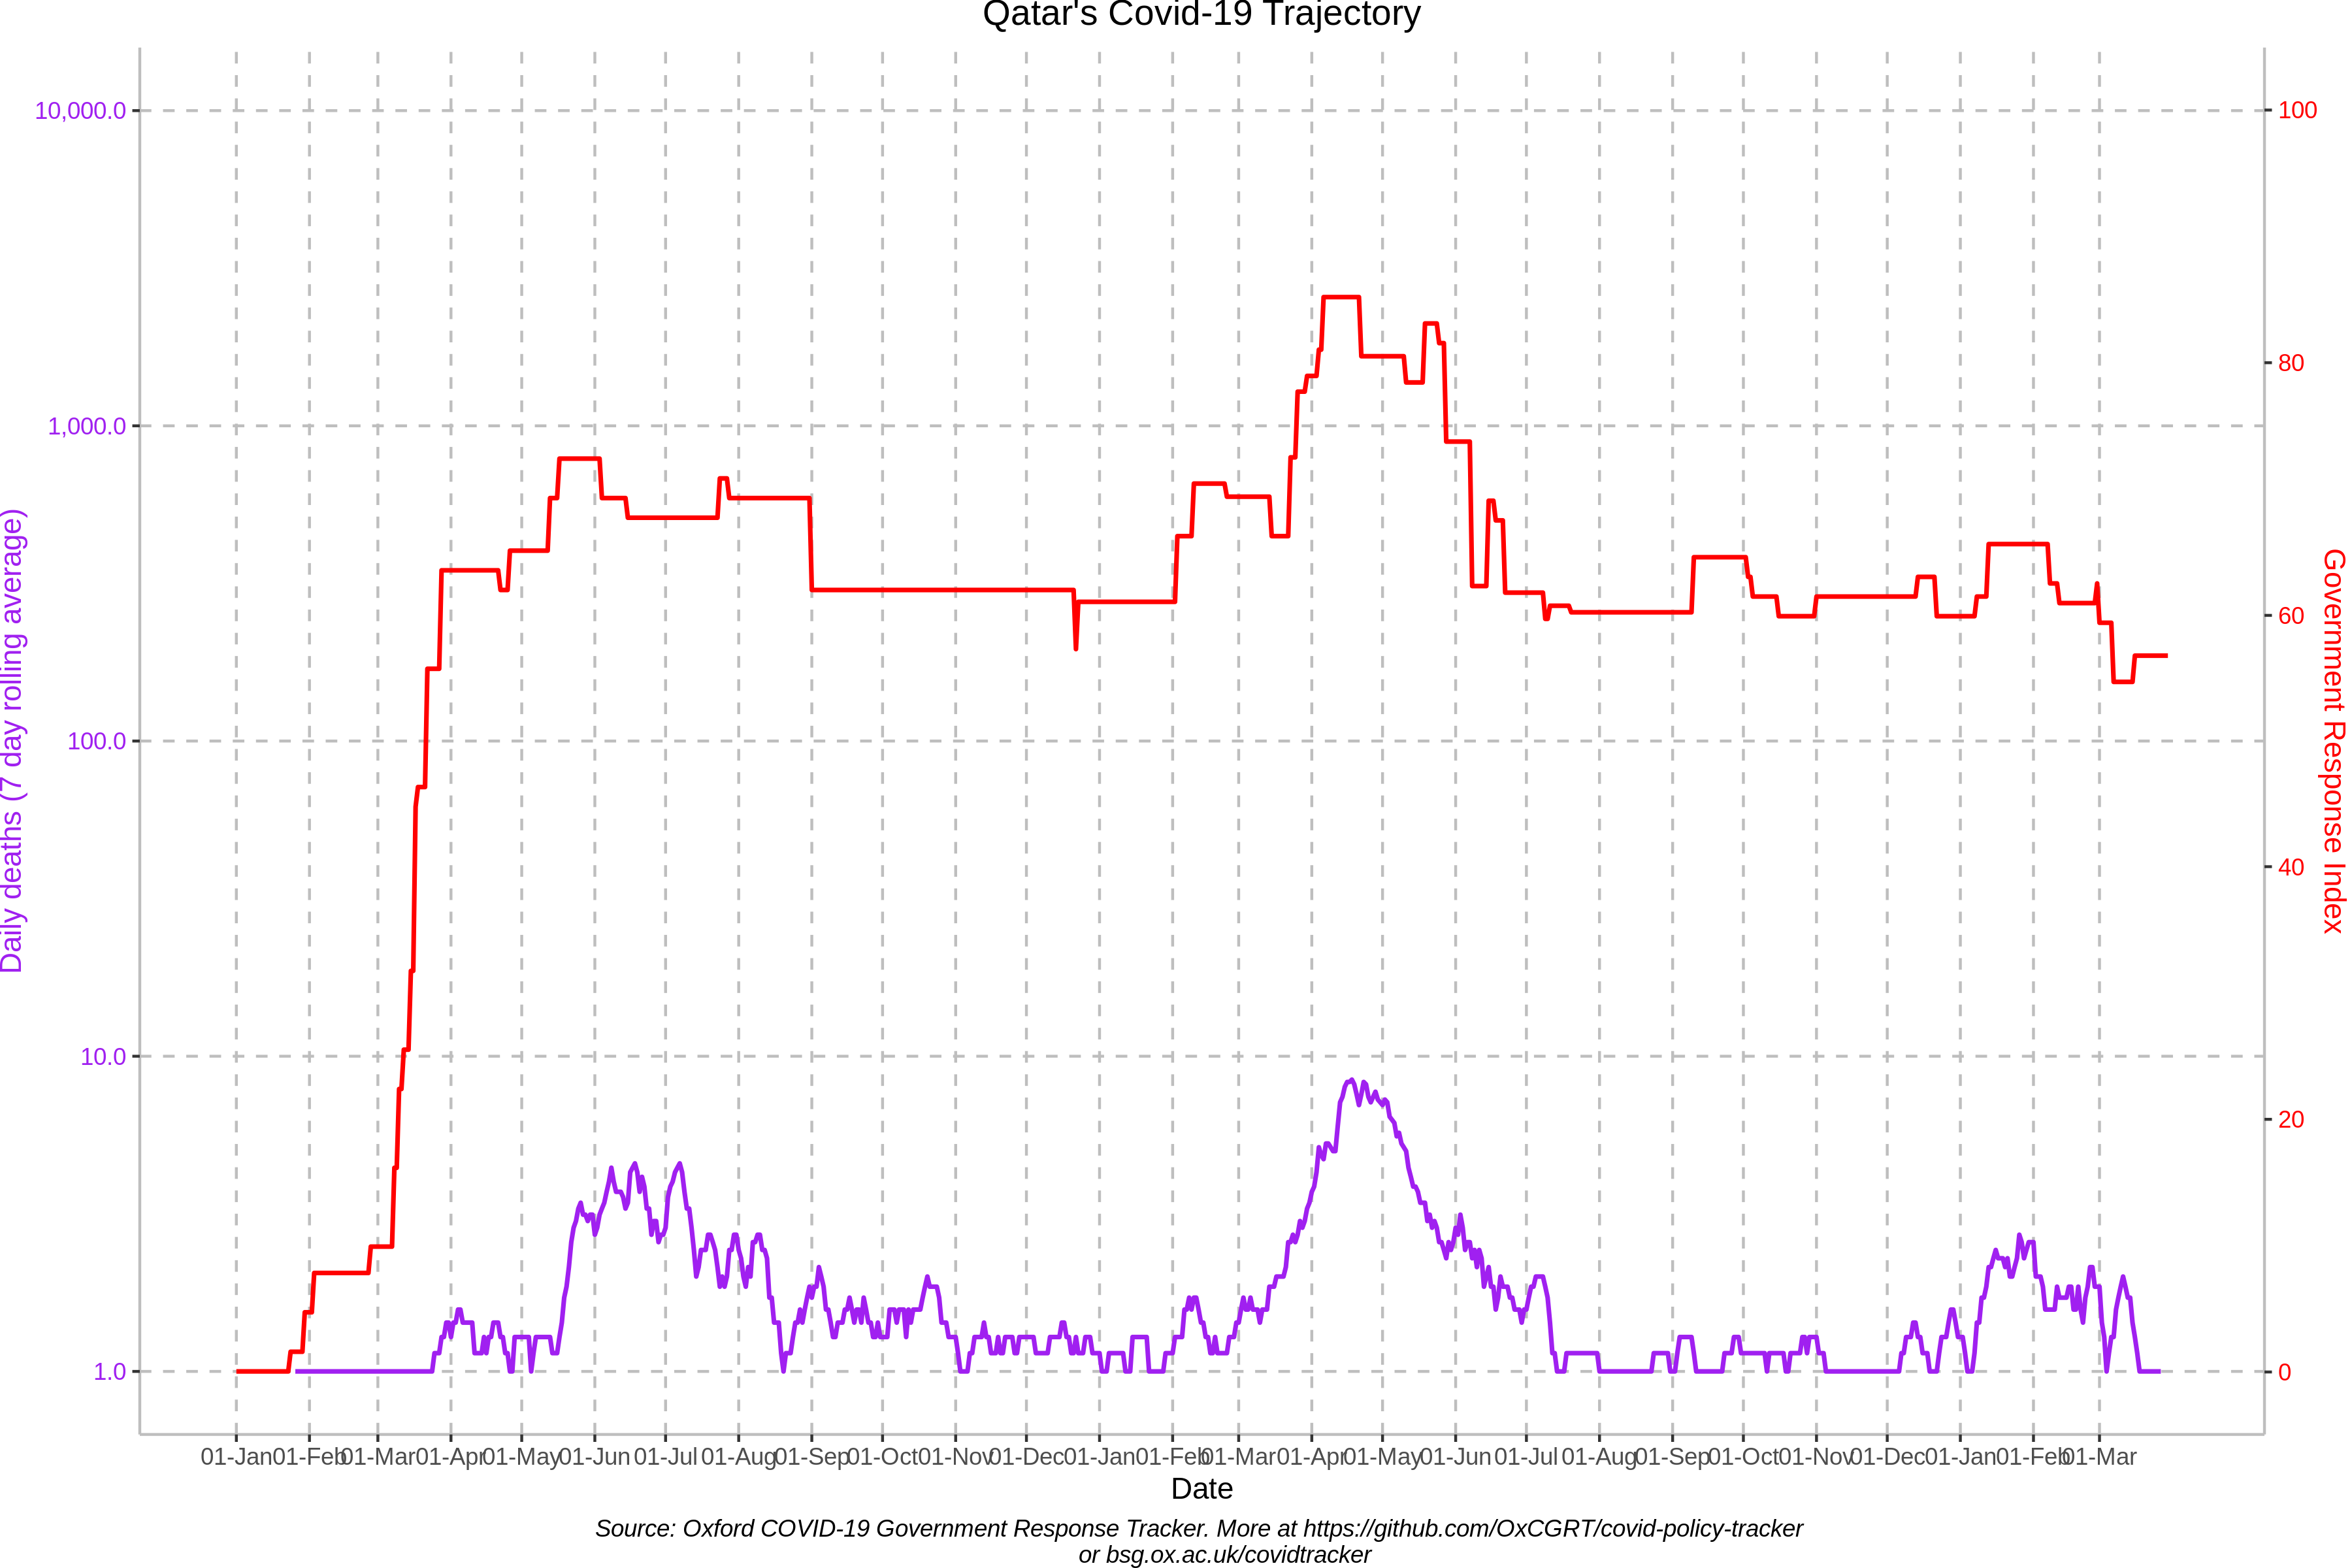 Qatar's Covid-19 Trajectory
10,000.0
1,000.0
100.0
10.0
1.0
Daily deaths (7 day rolling average)
100
80
60
40
20
0
Government Response Index
01-Jan 01-Feb 01-Mar 01-Apr 01-May 01-Jun 01-Jul 01-Aug 01-Sep 01-Oct 01-Nov 01-Dec 01-Jan 01-Feb 01-Mar 01-Apr 01-May 01-Jun 01-Jul 01-Aug 01-Sep 01-Oct 01-Nov 01-Dec 01-Jan 01-Feb 01-Mar
Date
Source: Oxford COVID-19 Government Response Tracker. More at https://github.com/OxCGRT/covid-policy-tracker
or bsg.ox.ac.uk/covidtracker